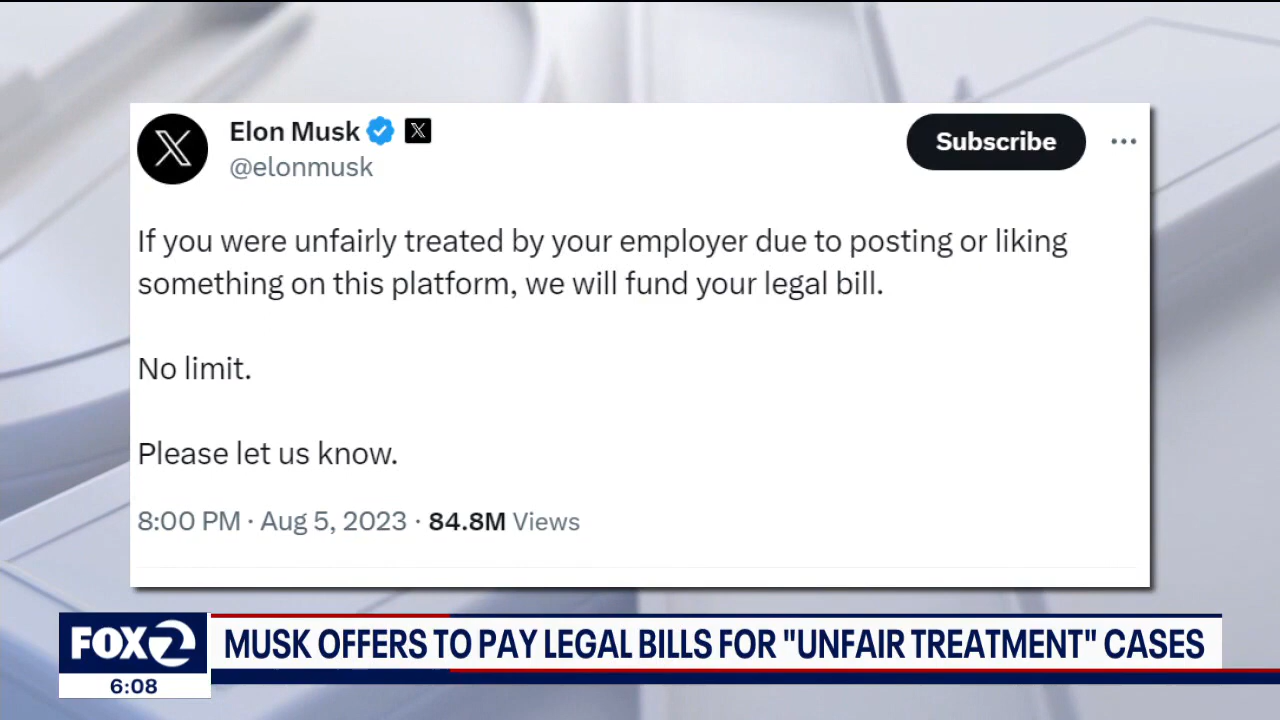 Elon Musk
@elonmusk
Subscribe
If you were unfairly treated by your employer due to posting or liking
something on this platform, we will fund your legal bill.
No limit.
Please let us know.
8:00 PM · Aug 5, 2023 · 84.8M Views
FOX 2
MUSK OFFERS TO PAY LEGAL BILLS FOR "UNFAIR TREATMENT" CASES
6:08